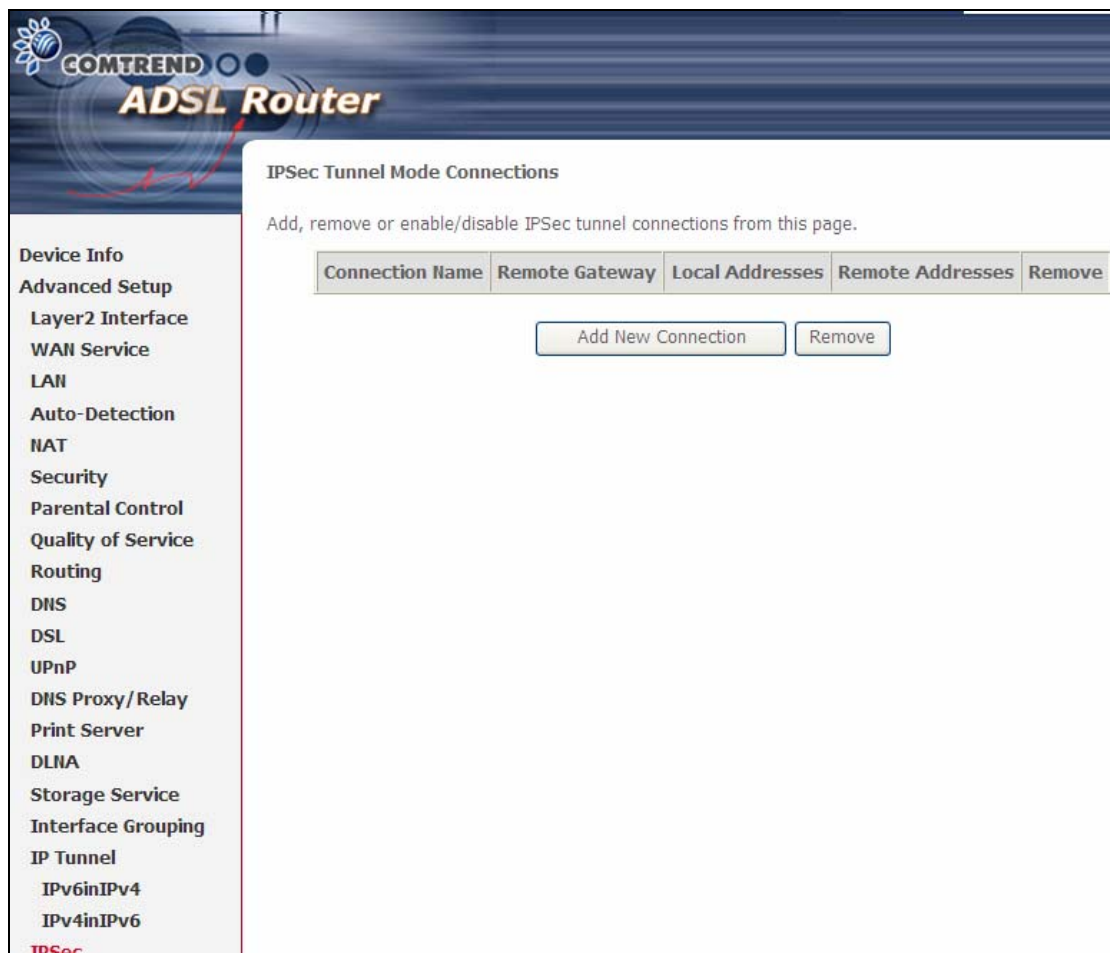 COMTREND
ADSL Router
IPSec Tunnel Mode Connections
Add, remove or enable/disable IPSec tunnel connections from this page.
Connection Name Remote Gateway Local Addresses Remote Addresses Remove
Add New Connection Remove
Device Info
Advanced Setup
Layer2 Interface
WAN Service
LAN
Auto-Detection
NAT
Security
Parental Control
Quality of Service
Routing
DNS
DSL
UPnP
DNS Proxy/Relay
Print Server
DLNA
Storage Service
Interface Grouping
IP Tunnel
IPv6inIPv4
IPv4inIPv6
IPSec